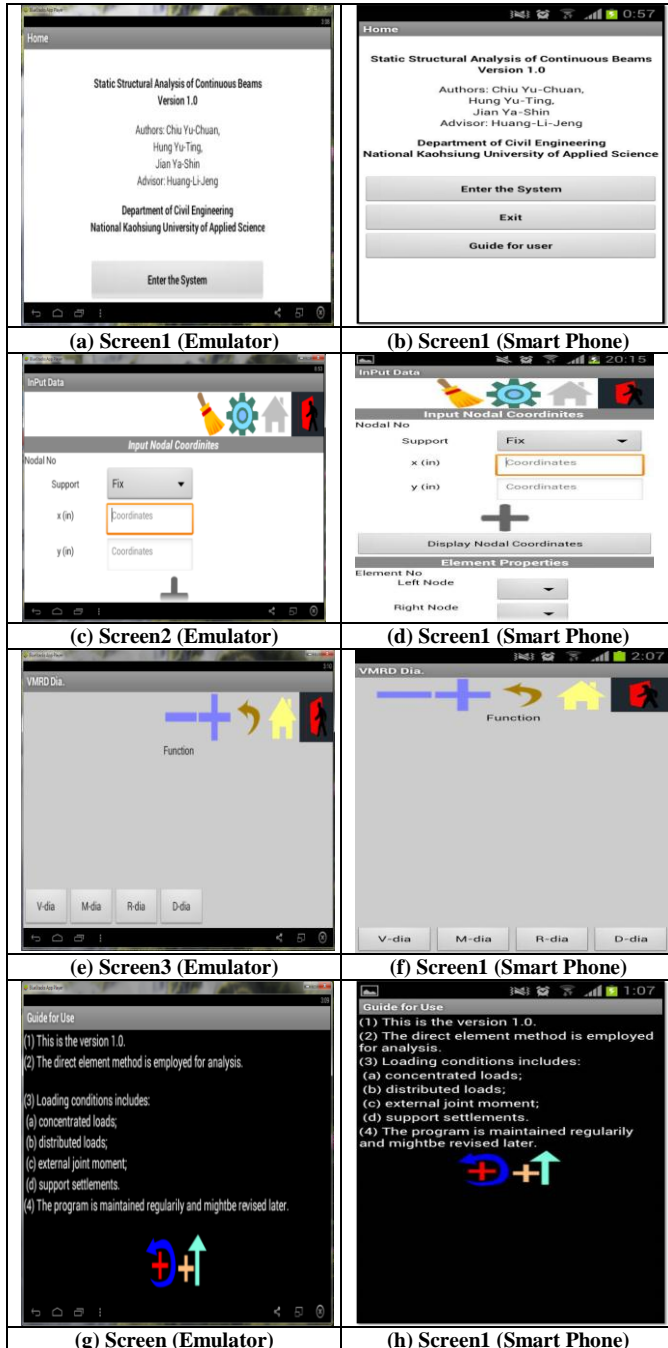 BlueStacks App Player
Home
Static Structural Analysis of Continuous Beams
Version 1.0
Authors: Chiu Yu-Chuan,
Hung Yu-Ting,
Jian Ya-Shin
Advisor: Huang-Li-Jeng
Department of Civil Engineering
National Kaohsiung University of Applied Science
Enter the System
0:57
Home
Static Structural Analysis of Continuous Beams
Version 1.0
Authors: Chiu Yu-Chuan,
Hung Yu-Ting,
Jian Ya-Shin
Advisor: Huang-Li-Jeng
Department of Civil Engineering
National Kaohsiung University of Applied Science
Enter the System
Exit
Guide for user
(a) Screen1 (Emulator)
(b) Screen1 (Smart Phone)
InPut Data
Input Nodal Coordinites
Nodal No
Support
Fix
x (in)
Coordinates
y (in)
Coordinates
20:15
InPut Data
Input Nodal Coordinites
Nodal No
Support
Fix
x (in)
Coordinates
y (in)
Coordinates
Display Nodal Coordinates
Element Properties
Element No
Left Node
Right Node
(c) Screen2 (Emulator)
(d) Screen1 (Smart Phone)
VMRD Dia.
Function
V-dia M-dia R-dia D-dia
2:07
VMRD Dia.
Function
V-dia M-dia R-dia D-dia
(e) Screen3 (Emulator)
(f) Screen1 (Smart Phone)
Guide for Use
(1) This is the version 1.0.
(2) The direct element method is employed for analysis.
(3) Loading conditions includes:
(a) concentrated loads;
(b) distributed loads;
(c) external joint moment;
(d) support settlements.
(4) The program is maintained regularily and mightbe revised later.
1:07
Guide for Use
(1) This is the version 1.0.
(2) The direct element method is employed
for analysis.
(3) Loading conditions includes:
(a) concentrated loads;
(b) distributed loads;
(c) external joint moment;
(d) support settlements.
(4) The program is maintained regularily
and mightbe revised later.
(g) Screen (Emulator)
(h) Screen1 (Smart Phone)